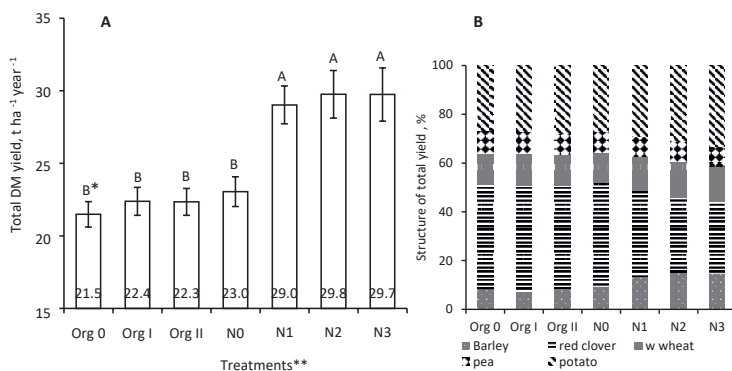 A
Total DM yield, t ha ⁻¹ year ⁻¹
35
30
25
20
15
B*
B
B
B
A
A
A
21.5
22.4
22.3
23.0
29.0
29.8
29.7
Org 0
Org I
Org II
N0
N1
N2
N3
Treatments**
B
Structure of total yield , %
100
80
60
40
20
0
Org 0
Org I
Org II
N0
N1
N2
N3
Barley
red clover
w wheat
pea
potato